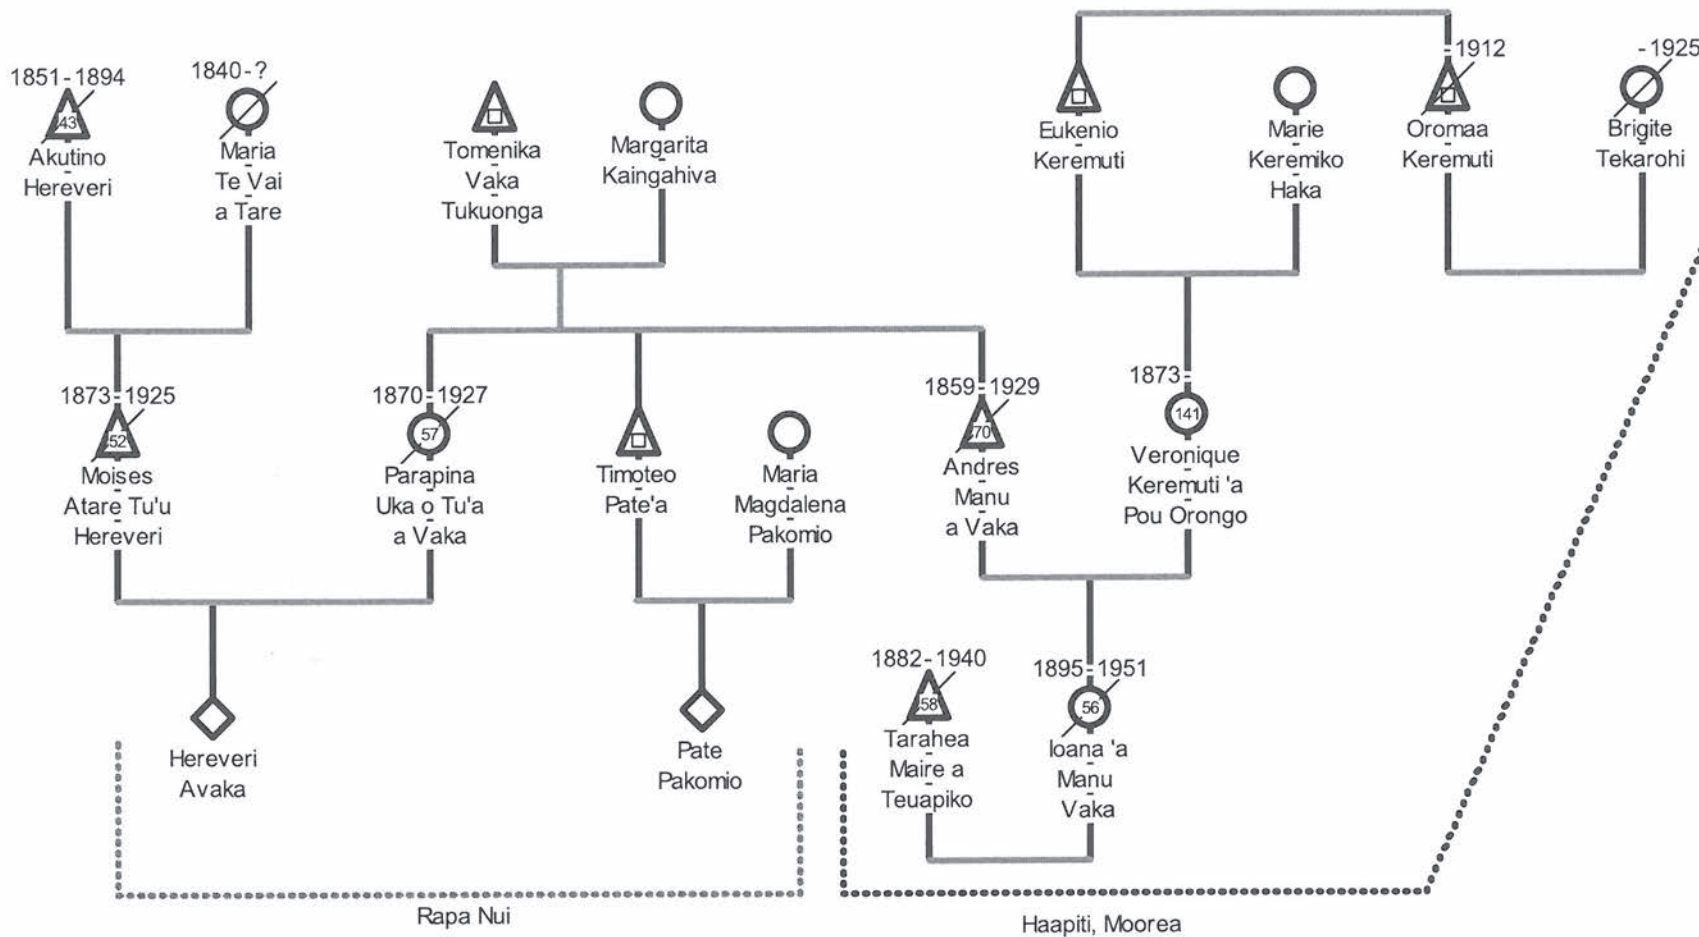 1851-1894
43
Akutino
Hereveri
1840-?
Maria
Te Vai
a Tare
Tomenika
Vaka
Tukuonga
Margarita
Kaingahiva
Eukenio
Keremuti
Marie
Keremiko
Haka
-1912
Oromaa
Keremuti
-1925
Brigite
Tekarohi
1873-1925
52
Moises
Atare Tu'u
Hereveri
1870-1927
57
Parapina
Uka o Tu'a
a Vaka
Timoteo
Pate'a
Maria
Magdalena
Pakomio
1859-1929
70
Andres
Manu
a Vaka
1873-
141
Veronique
Keremuti 'a
Pou Orongo
Hereveri
Avaka
Pate
Pakomio
1882-1940
58
Tarahea
Maire a
Teuapiko
1895-1951
56
Ioana 'a
Manu
Vaka
Rapa Nui
Haapiti, Moorea